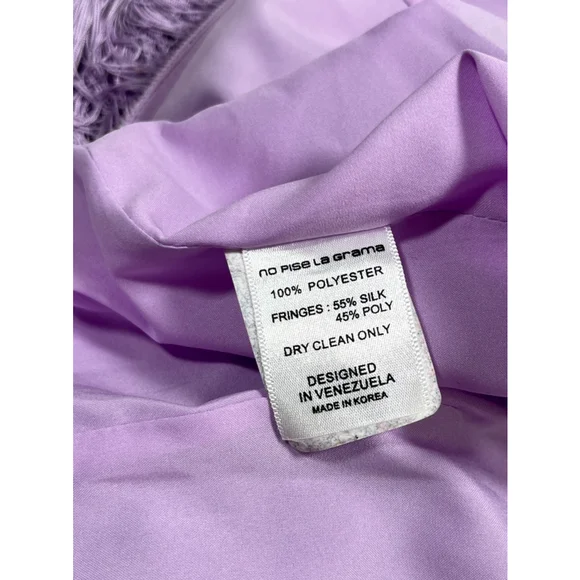 no Pise La Grama
100% POLYESTER
FRINGES : 55% SILK
45% POLY
DRY CLEAN ONLY
DESIGNED
IN VENEZUELA
MADE IN KOREA